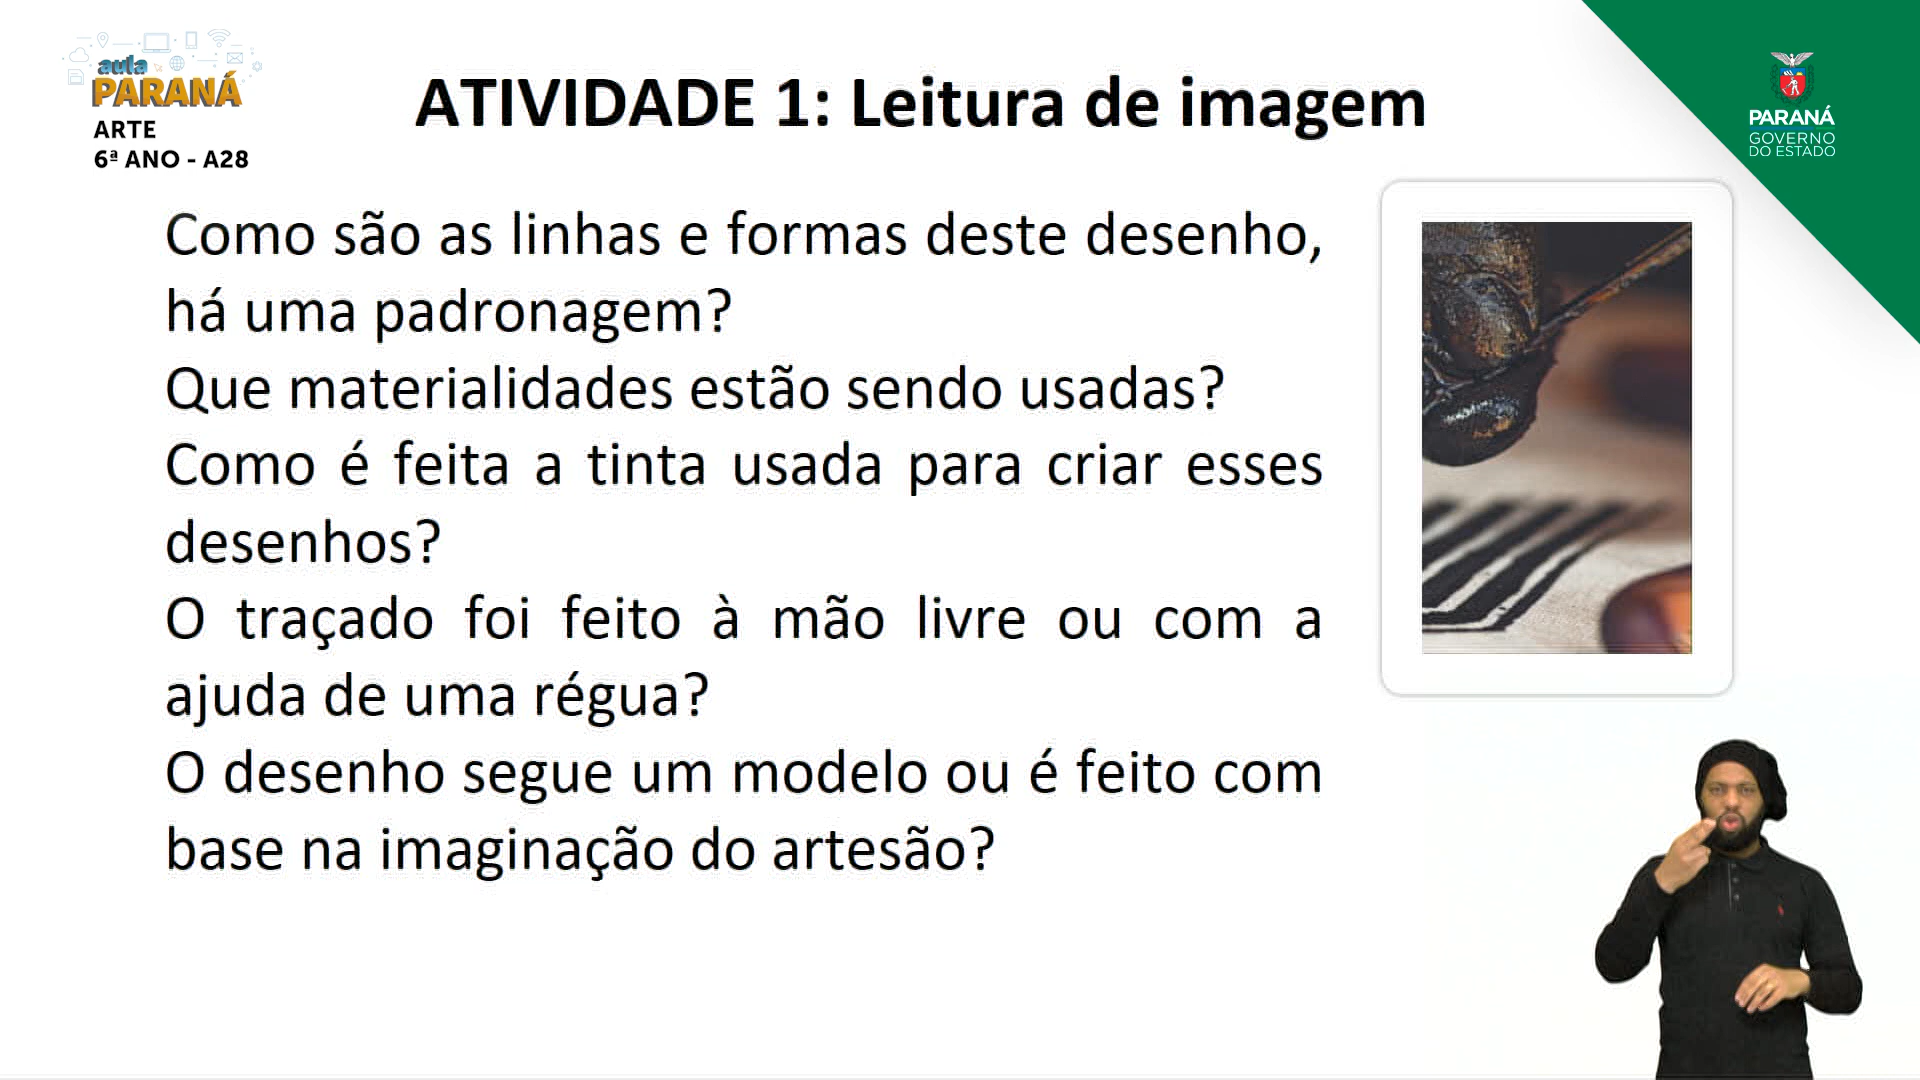 aula
PARANÁ
ARTE
6ª ANO - A28
ATIVIDADE 1: Leitura de imagem
PARANÁ
GOVERNO
DO ESTADO
Como são as linhas e formas deste desenho,
há uma padronagem?
Que materialidades estão sendo usadas?
Como é feita a tinta usada para criar esses
desenhos?
O traçado foi feito à mão livre ou com a
ajuda de uma régua?
O desenho segue um modelo ou é feito com
base na imaginação do artesão?